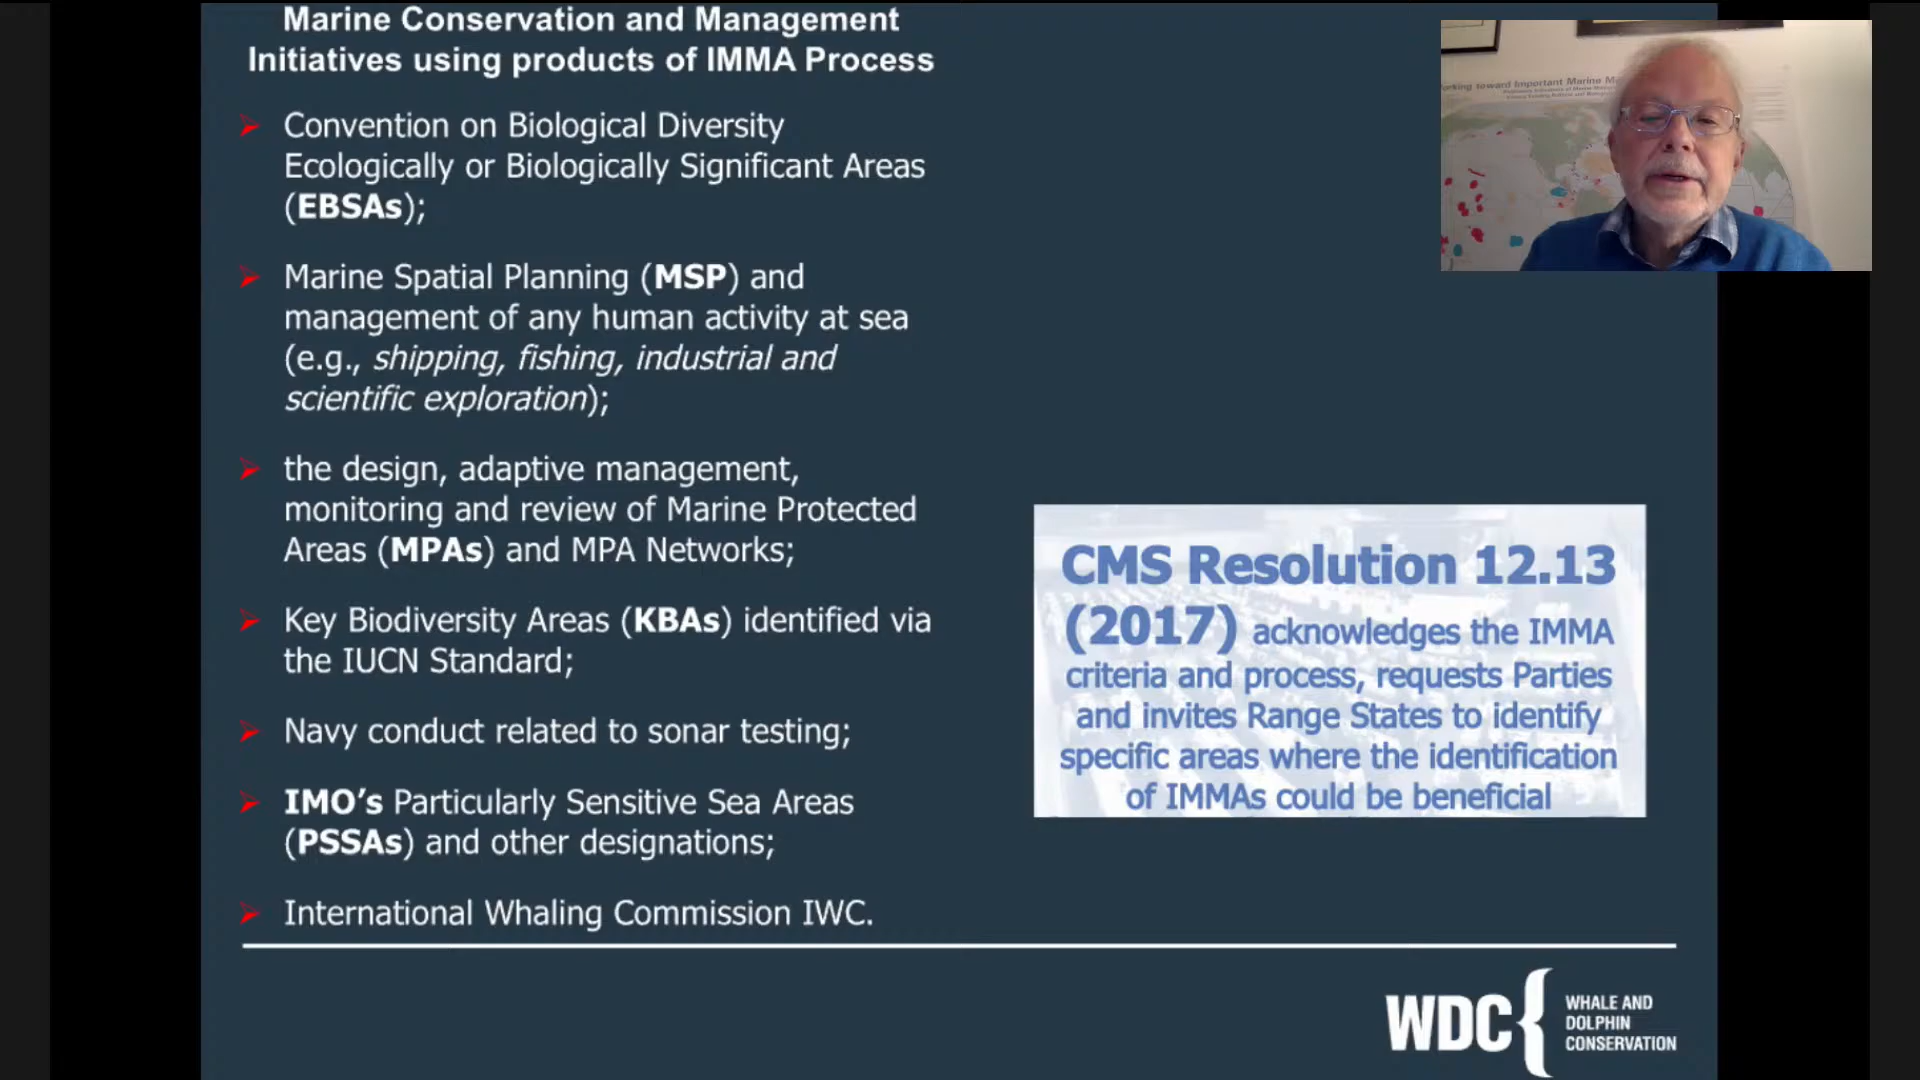 Marine Conservation and Management
Initiatives using products of IMMA Process
Convention on Biological Diversity
Ecologically or Biologically Significant Areas
(EBSAs);
Marine Spatial Planning (MSP) and
management of any human activity at sea
(e.g., shipping, fishing, industrial and
scientific exploration);
the design, adaptive management,
monitoring and review of Marine Protected
Areas (MPAs) and MPA Networks;
Key Biodiversity Areas (KBAs) identified via
the IUCN Standard;
Navy conduct related to sonar testing;
IMO's Particularly Sensitive Sea Areas
(PSSAs) and other designations;
International Whaling Commission IWC.
CMS Resolution 12.13
(2017) acknowledges the IMMA
criteria and process, requests Parties
and invites Range States to identify
specific areas where the identification
of IMMAs could be beneficial
WDC
WHALE AND
DOLPHIN
CONSERVATION
toward Important Marine